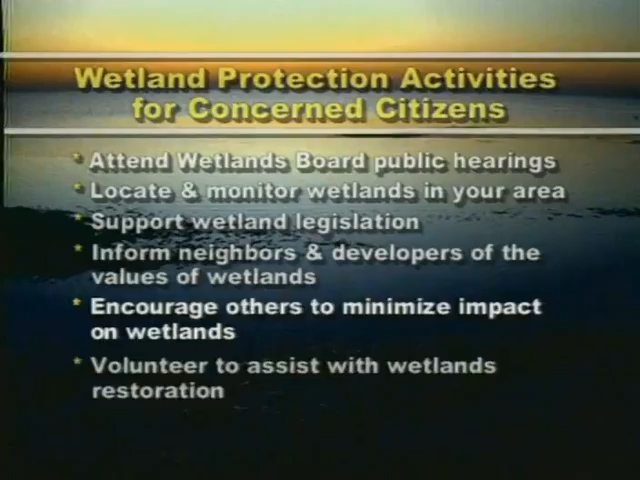 Wetland Protection Activities
for Concerned Citizens
* Attend Wetlands Board public hearings
* Locate & monitor wetlands in your area
* Support wetland legislation
* Inform neighbors & developers of the
values of wetlands
* Encourage others to minimize impact
on wetlands
* Volunteer to assist with wetlands
restoration